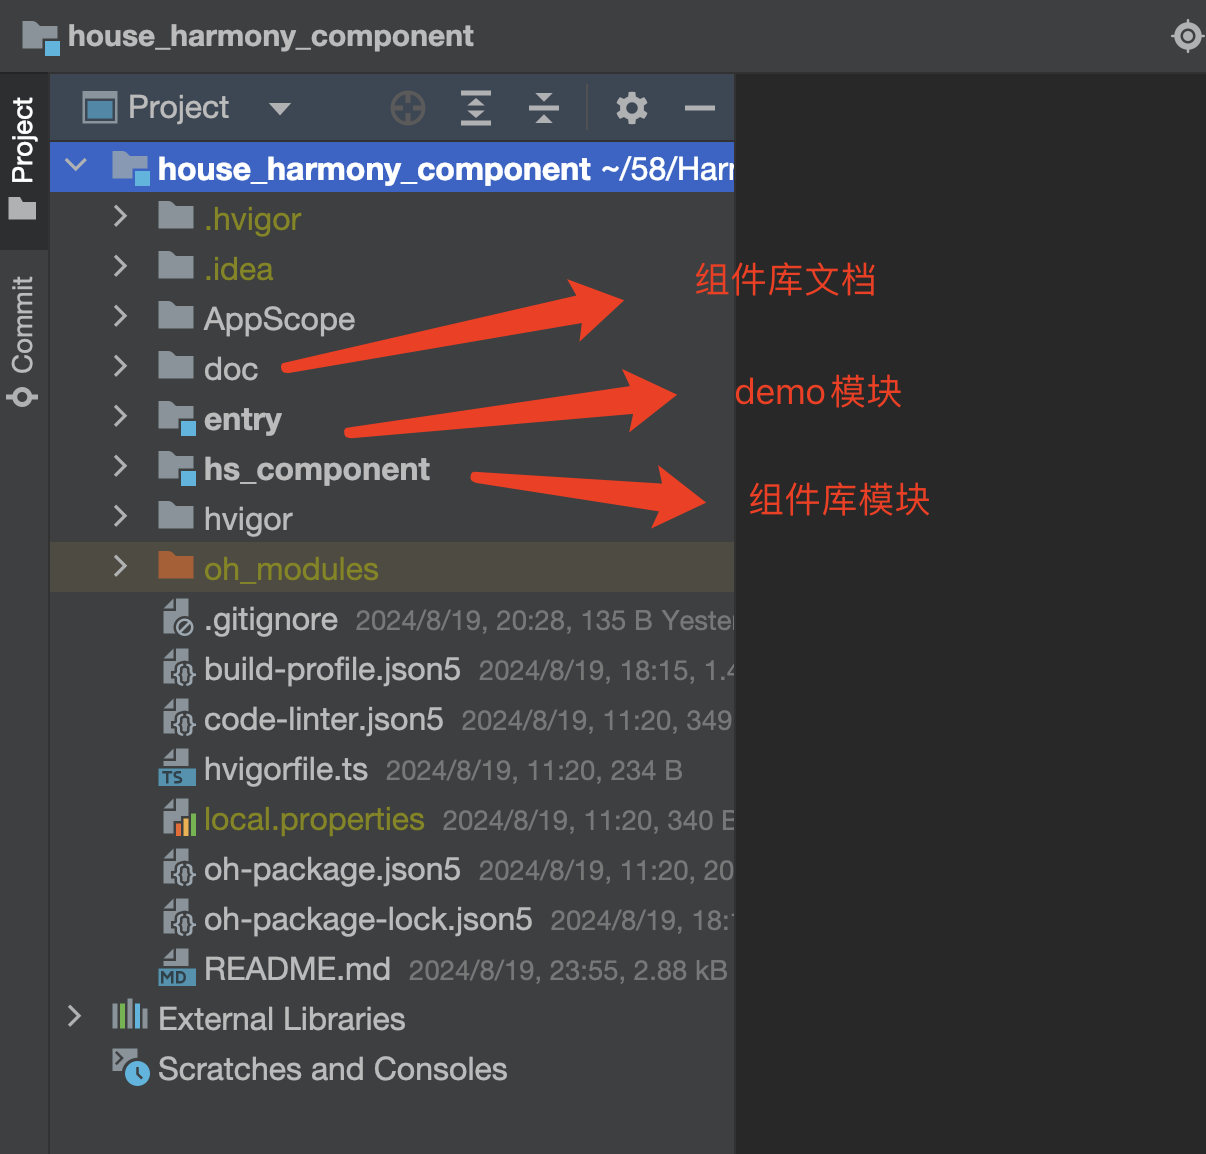 house_harmony_component
Project
Commit
Project
house_harmony_component ~/58/Harr
.hvigor
.idea
组件库文档
AppScope
doc
demo模块
entry
hs_component
组件库模块
hvigor
oh_modules
.gitignore 2024/8/19, 20:28, 135 B Yester
build-profile.json5 2024/8/19, 18:15, 1.4
code-linter.json5 2024/8/19, 11:20, 349
TS hvigorfile.ts 2024/8/19, 11:20, 234 B
local.properties 2024/8/19, 11:20, 340 B
oh-package.json5 2024/8/19, 11:20, 20
oh-package-lock.json5 2024/8/19, 18:
MD README.md 2024/8/19, 23:55, 2.88 kB
External Libraries
Scratches and Consoles